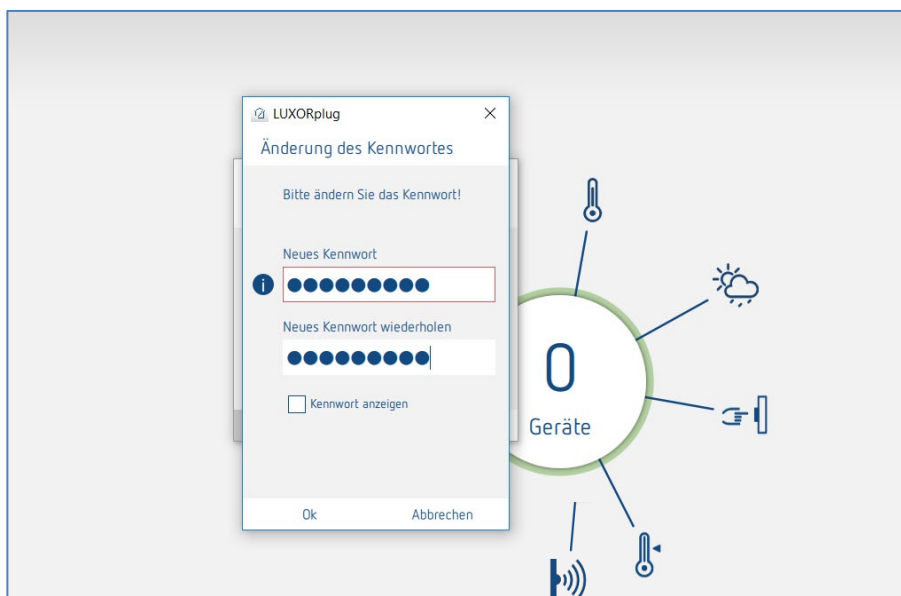 LUXORplug
Änderung des Kennwortes
Bitte ändern Sie das Kennwort!
Neues Kennwort
i
●●●●●●●●●
Neues Kennwort wiederholen
●●●●●●●●●
Kennwort anzeigen
Ok Abbrechen
0
Geräte